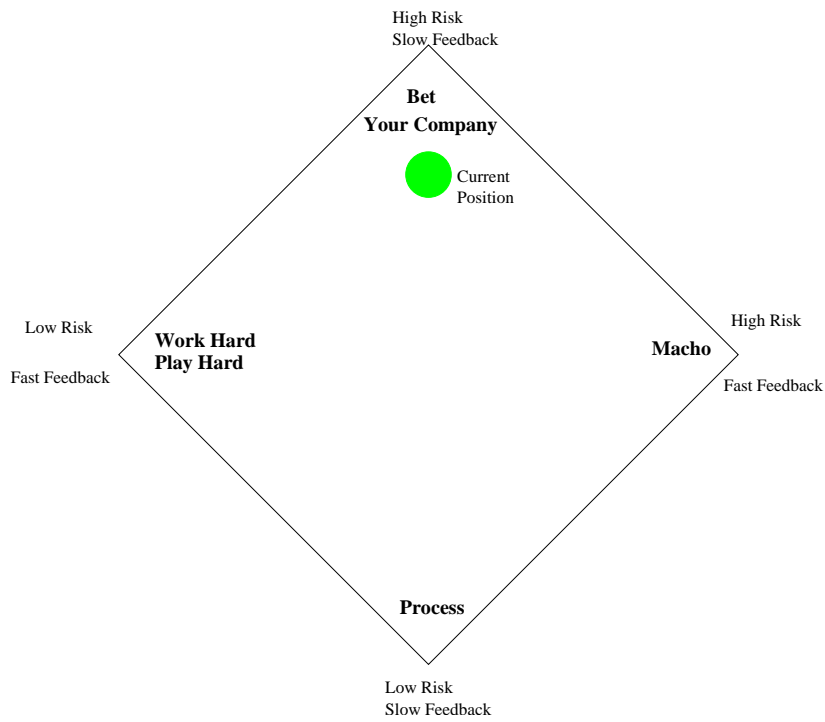 High Risk
Slow Feedback
Bet
Your Company
Current
Position
Low Risk
Fast Feedback
Work Hard
Play Hard
Macho
High Risk
Fast Feedback
Process
Low Risk
Slow Feedback